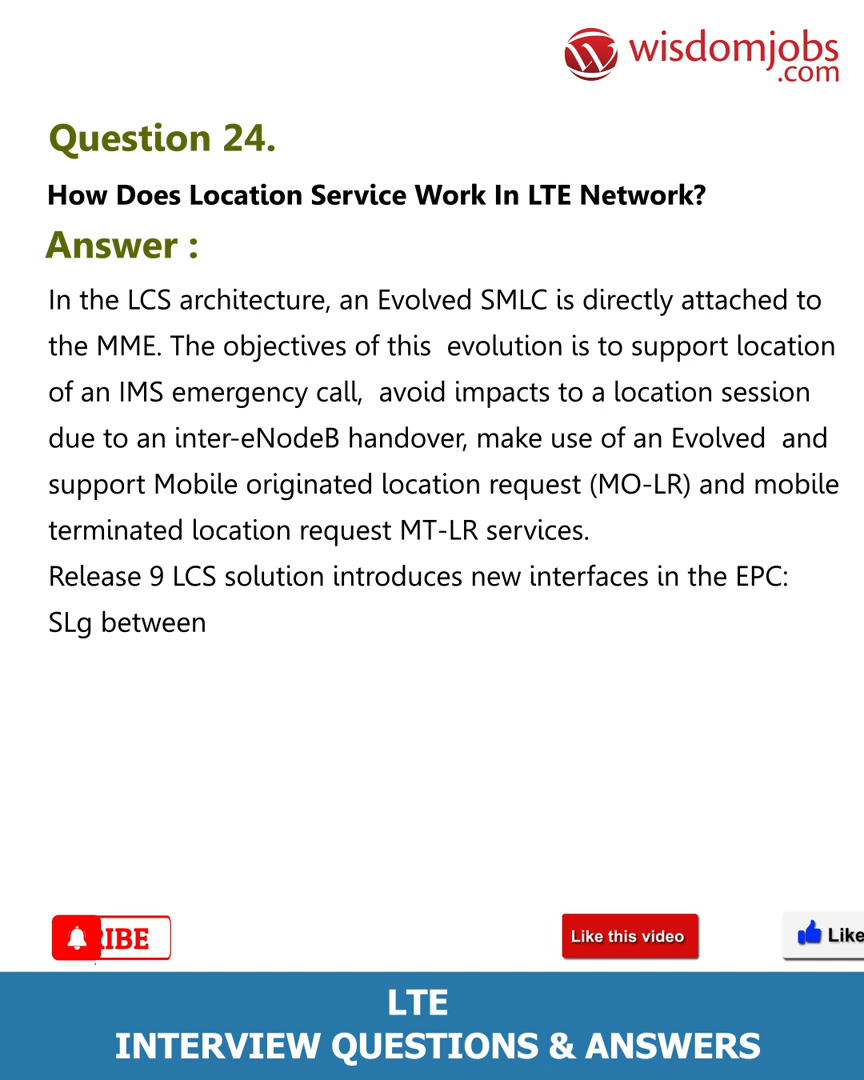 wisdomjobs
.com
Question 24.
How Does Location Service Work In LTE Network?
Answer :
In the LCS architecture, an Evolved SMLC is directly attached to
the MME. The objectives of this  evolution is to support location
of an IMS emergency call,  avoid impacts to a location session
due to an inter-eNodeB handover, make use of an Evolved  and
support Mobile originated location request (MO-LR) and mobile
terminated location request MT-LR services.
Release 9 LCS solution introduces new interfaces in the EPC:
SLg between
RIBE
Like this video
Like
LTE
INTERVIEW QUESTIONS & ANSWERS